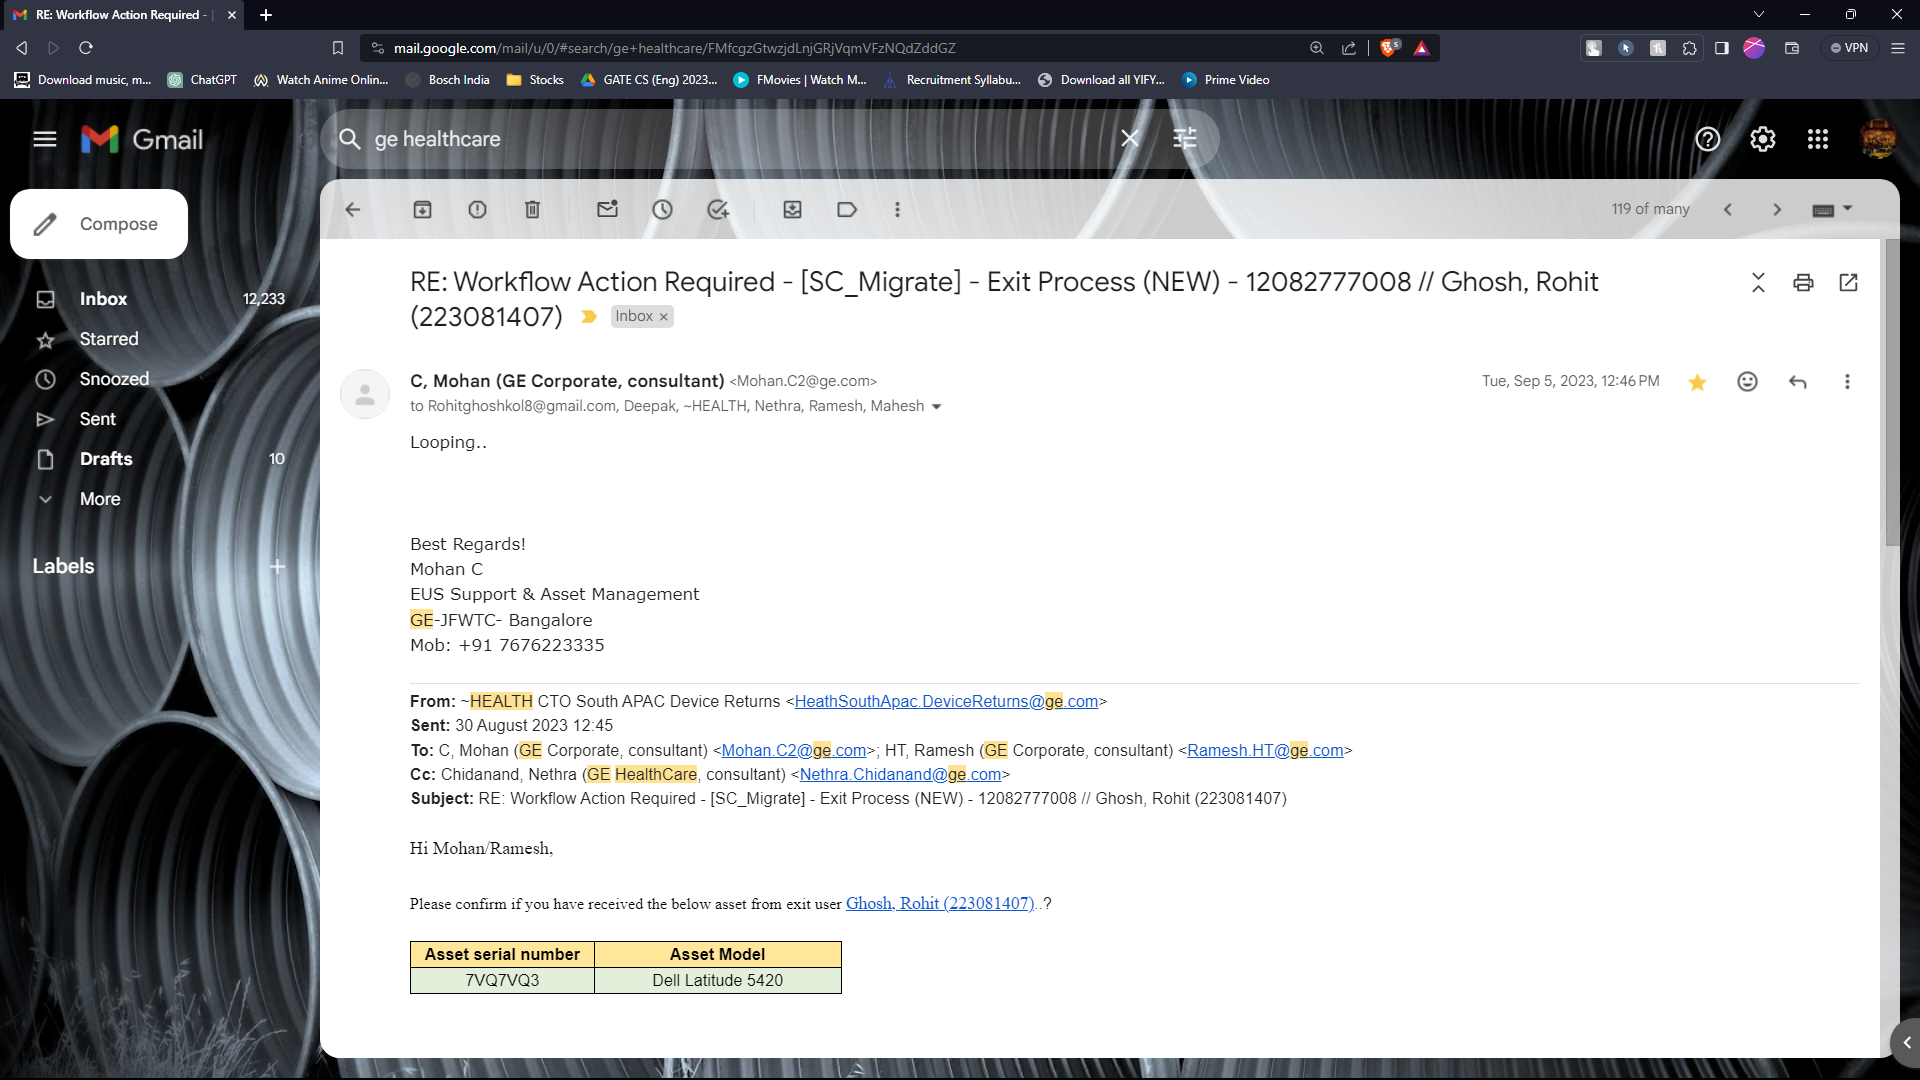 RE: Workflow Action Required -
mail.google.com/mail/u/0/#search/ge+healthcare/FMfcgzGtwzjdLnjGRjVqmVFzNQdZddGZ
5
VPN
Download music, m...
ChatGPT
Watch Anime Onlin...
Bosch India
Stocks
GATE CS (Eng) 2023...
FMovies | Watch M...
Recruitment Syllabu...
Download all YIFY...
Prime Video
Gmail
ge healthcare
Compose
119 of many
Inbox 12,233
Starred
Snoozed
Sent
Drafts 10
More
Labels
RE: Workflow Action Required - [SC_Migrate] - Exit Process (NEW) - 12082777008 // Ghosh, Rohit
(223081407) Inbox x
C, Mohan (GE Corporate, consultant) <Mohan.C2@ge.com>
Tue, Sep 5, 2023, 12:46 PM
to Rohitghoshkol8@gmail.com, Deepak, ~HEALTH, Nethra, Ramesh, Mahesh
Looping..
Best Regards!
Mohan C
EUS Support & Asset Management
GE-JFWTC- Bangalore
Mob: +91 7676223335
From: ~HEALTH CTO South APAC Device Returns <HeathSouthApac.DeviceReturns@ge.com>
Sent: 30 August 2023 12:45
To: C, Mohan (GE Corporate, consultant) <Mohan.C2@ge.com>; HT, Ramesh (GE Corporate, consultant) <Ramesh.HT@ge.com>
Cc: Chidanand, Nethra (GE HealthCare, consultant) <Nethra.Chidanand@ge.com>
Subject: RE: Workflow Action Required - [SC_Migrate] - Exit Process (NEW) - 12082777008 // Ghosh, Rohit (223081407)
Hi Mohan/Ramesh,
Please confirm if you have received the below asset from exit user Ghosh, Rohit (223081407)..?
Asset serial number Asset Model
7VQ7VQ3 Dell Latitude 5420